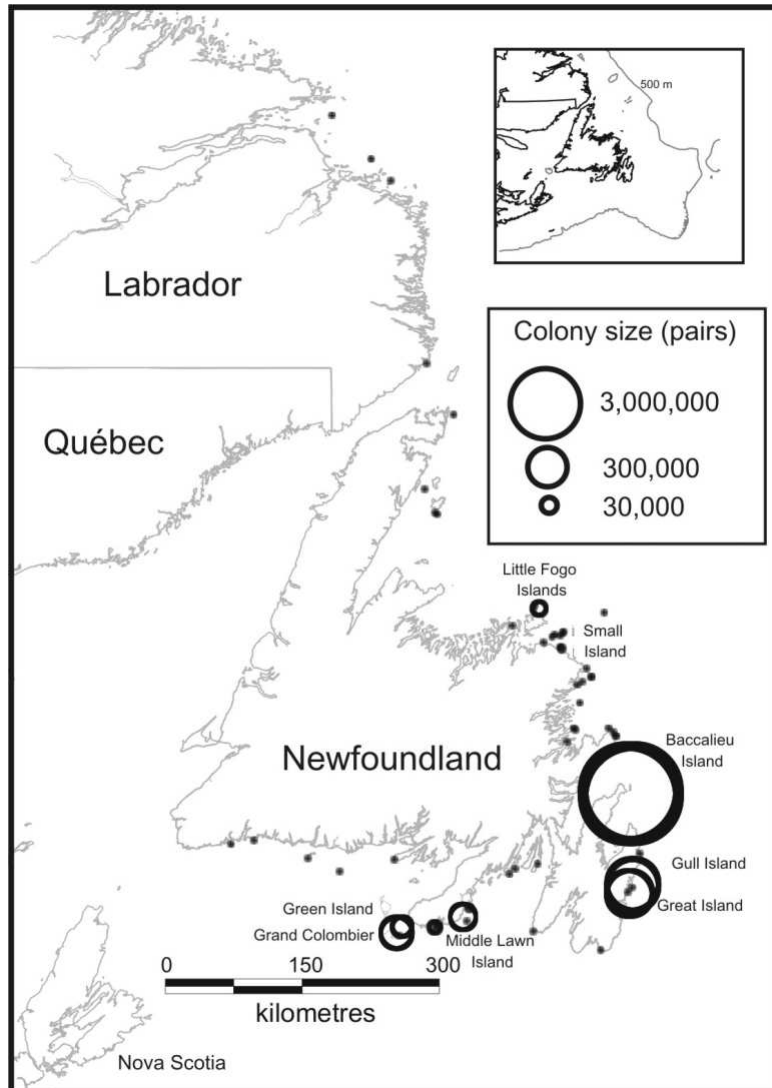 500 m
Labrador
Colony size (pairs)
3,000,000
Québec
300,000
30,000
Little Fogo
Islands
Small
Island
Newfoundland
Baccalieu
Island
Gull Island
Great Island
Green Island
Grand Colombier
Middle Lawn
Island
0 150 300
kilometres
Nova Scotia